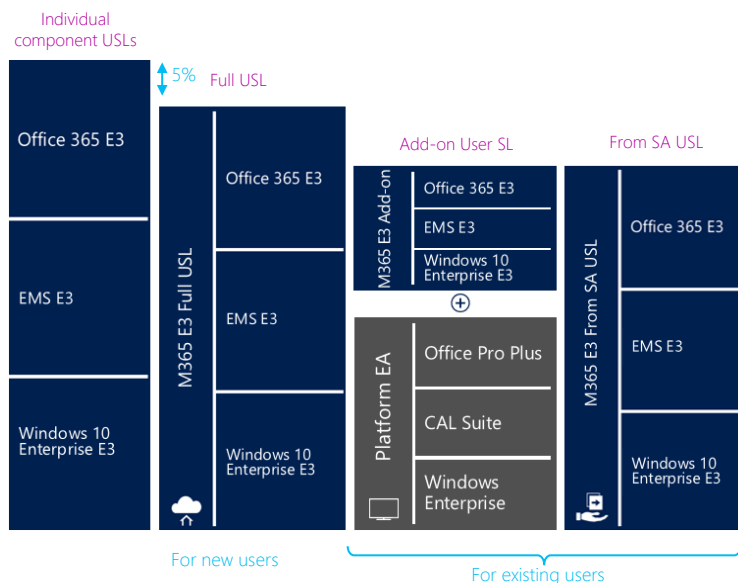 Individual
component USLs
5%
Full USL
Add-on User SL
From SA USL
Office 365 E3
EMS E3
Windows 10
Enterprise E3
M365 E3 Full USL
Office 365 E3
EMS E3
Windows 10
Enterprise E3
M365 E3 Add-on
Office 365 E3
EMS E3
Windows 10
Enterprise E3
Platform EA
Office Pro Plus
CAL Suite
Windows
Enterprise
M365 E3 From SA USL
Office 365 E3
EMS E3
Windows 10
Enterprise E3
For new users
For existing users